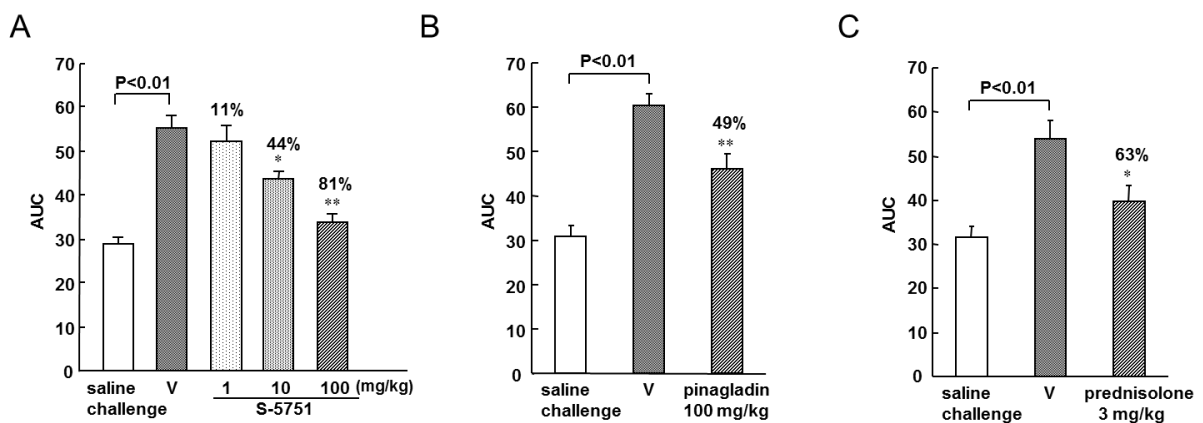 A
70
60
50
40
30
20
10
0
AUC
P<0.01
11%
44%
*
81%
**
saline
challenge
V
1
10
100
(mg/kg)
S-5751
B
70
60
50
40
30
20
10
0
P<0.01
49%
**
saline
challenge
V
pinagladin
100 mg/kg
C
70
60
50
40
30
20
10
0
AUC
P<0.01
63%
*
saline
challenge
V
prednisolone
3 mg/kg